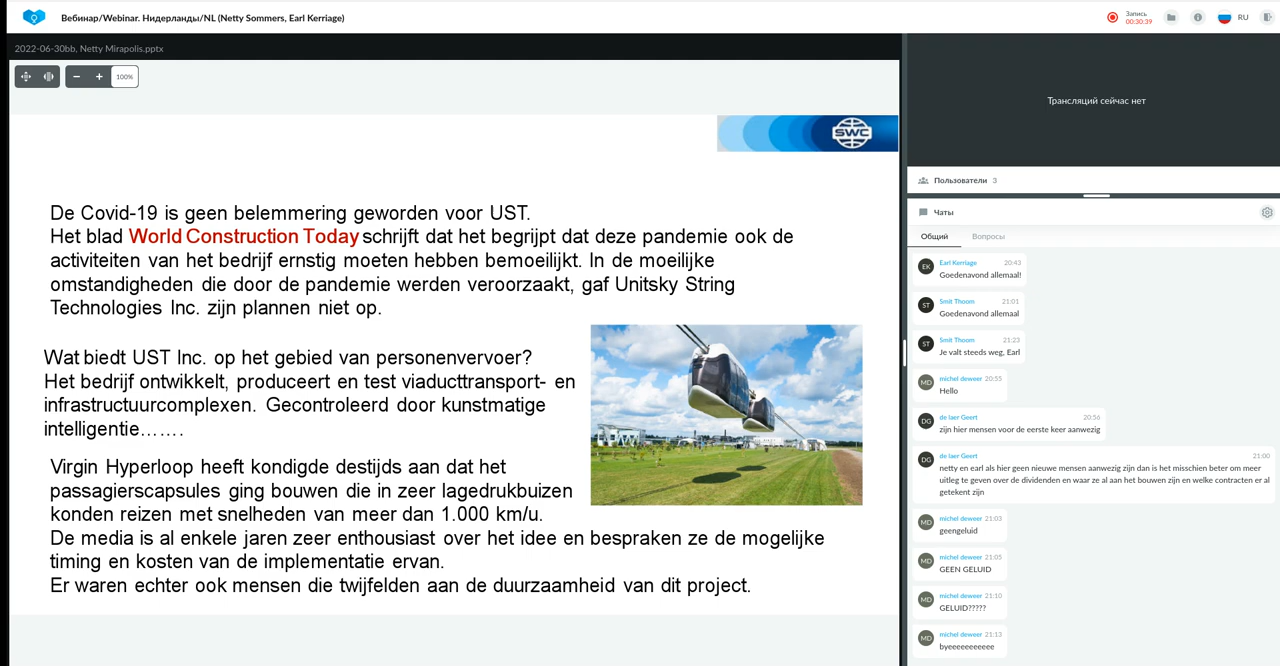 Вебинар/Webinar. Нидерланды/NL (Netty Sommers, Earl Kerriage)
Запись
00:30:39
RU
2022-06-30bb, Netty Mirapolis.pptx
100%
SWC
De Covid-19 is geen belemmering geworden voor UST.
Het blad World Construction Today schrijft dat het begrijpt dat deze pandemie ook de
activiteiten van het bedrijf ernstig moeten hebben bemoeilijkt. In de moeilijke
omstandigheden die door de pandemie werden veroorzaakt, gaf Unitsky String
Technologies Inc. zijn plannen niet op.
Wat biedt UST Inc. op het gebied van personenvervoer?
Het bedrijf ontwikkelt, produceert en test viaducttransport- en
infrastructuurcomplexen. Gecontroleerd door kunstmatige
intelligentie…….
Virgin Hyperloop heeft kondigde destijds aan dat het
passagierscapsules ging bouwen die in zeer lagedrukbuizen
konden reizen met snelheden van meer dan 1.000 km/u.
De media is al enkele jaren zeer enthousiast over het idee en bespraken ze de mogelijke
timing en kosten van de implementatie ervan.
Er waren echter ook mensen die twijfelden aan de duurzaamheid van dit project.
Трансляций сейчас нет
Пользователи 3
Чаты
Общий Вопросы
EK Earl Kerriage 20:43
Goedenavond allemaal!
ST Smit Thoom 21:01
Goedenavond allemaal
ST Smit Thoom 21:23
Je valt steeds weg, Earl
MD michel deweer 20:55
Hello
DG de laer Geert 20:56
zijn hier mensen voor de eerste keer aanwezig
DG de laer Geert 21:00
netty en earl als hier geen nieuwe mensen aanwezig zijn dan is het misschien beter om meer
uitleg te geven over de dividenden en waar ze al aan het bouwen zijn en welke contracten er al
getekent zijn
MD michel deweer 21:03
geengeluid
MD michel deweer 21:05
GEEN GELUID
MD michel deweer 21:10
GELUID?????
MD michel deweer 21:13
byeeeeeeeeeee